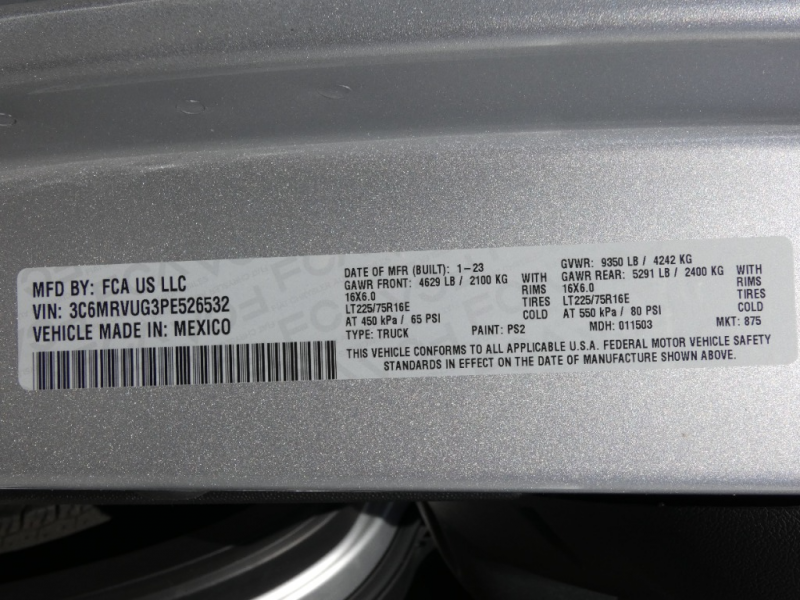 MFD BY: FCA US LLC
VIN: 3C6MRVUG3PE526532
VEHICLE MADE IN: MEXICO
DATE OF MFR (BUILT): 1-23
GAWR FRONT: 4629 LB / 2100 KG WITH
16X6.0 RIMS
LT225/75R16E TIRES
AT 450 kPa / 65 PSI COLD
TYPE: TRUCK PAINT: PS2
GVWR: 9350 LB / 4242 KG
GAWR REAR: 5291 LB / 2400 KG WITH
16X6.0 RIMS
LT225/75R16E TIRES
AT 550 kPa / 80 PSI COLD
MDH: 011503 MKT: 875
THIS VEHICLE CONFORMS TO ALL APPLICABLE U.S.A. FEDERAL MOTOR VEHICLE SAFETY
STANDARDS IN EFFECT ON THE DATE OF MANUFACTURE SHOWN ABOVE.